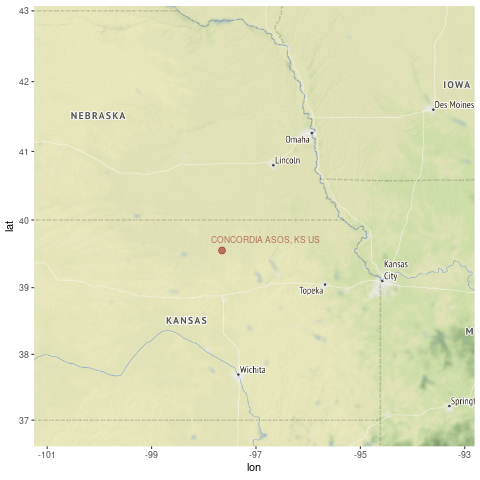 43
42
41
40
39
38
37
lat
IOWA
Des Moines
NEBRASKA
Omaha
Lincoln
CONCORDIA ASOS, KS US
Kansas
City
Topeka
KANSAS
M
Wichita
Springf
-101
-99
-97
-95
-93
lon